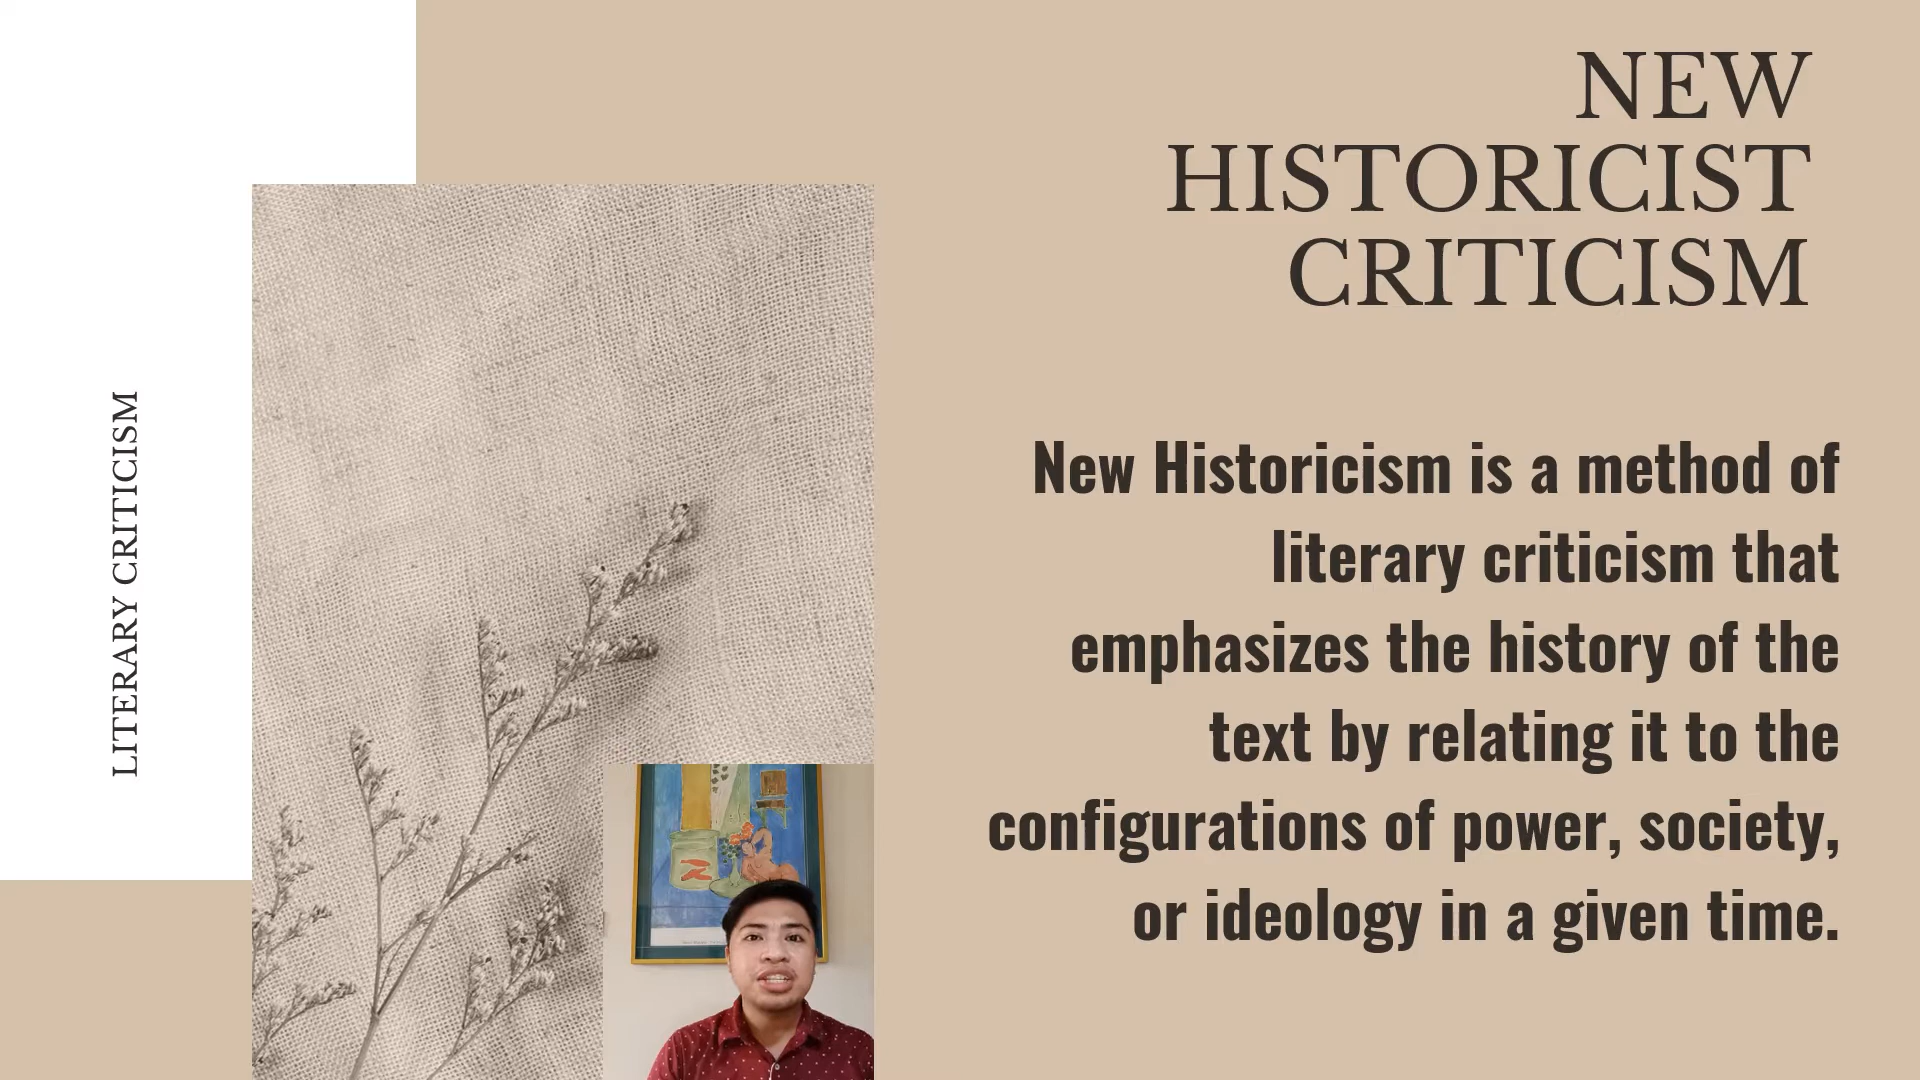 NEW
HISTORICIST
CRITICISM
LITERARY CRITICISM
New Historicism is a method of
literary criticism that
emphasizes the history of the
text by relating it to the
configurations of power, society,
or ideology in a given time.